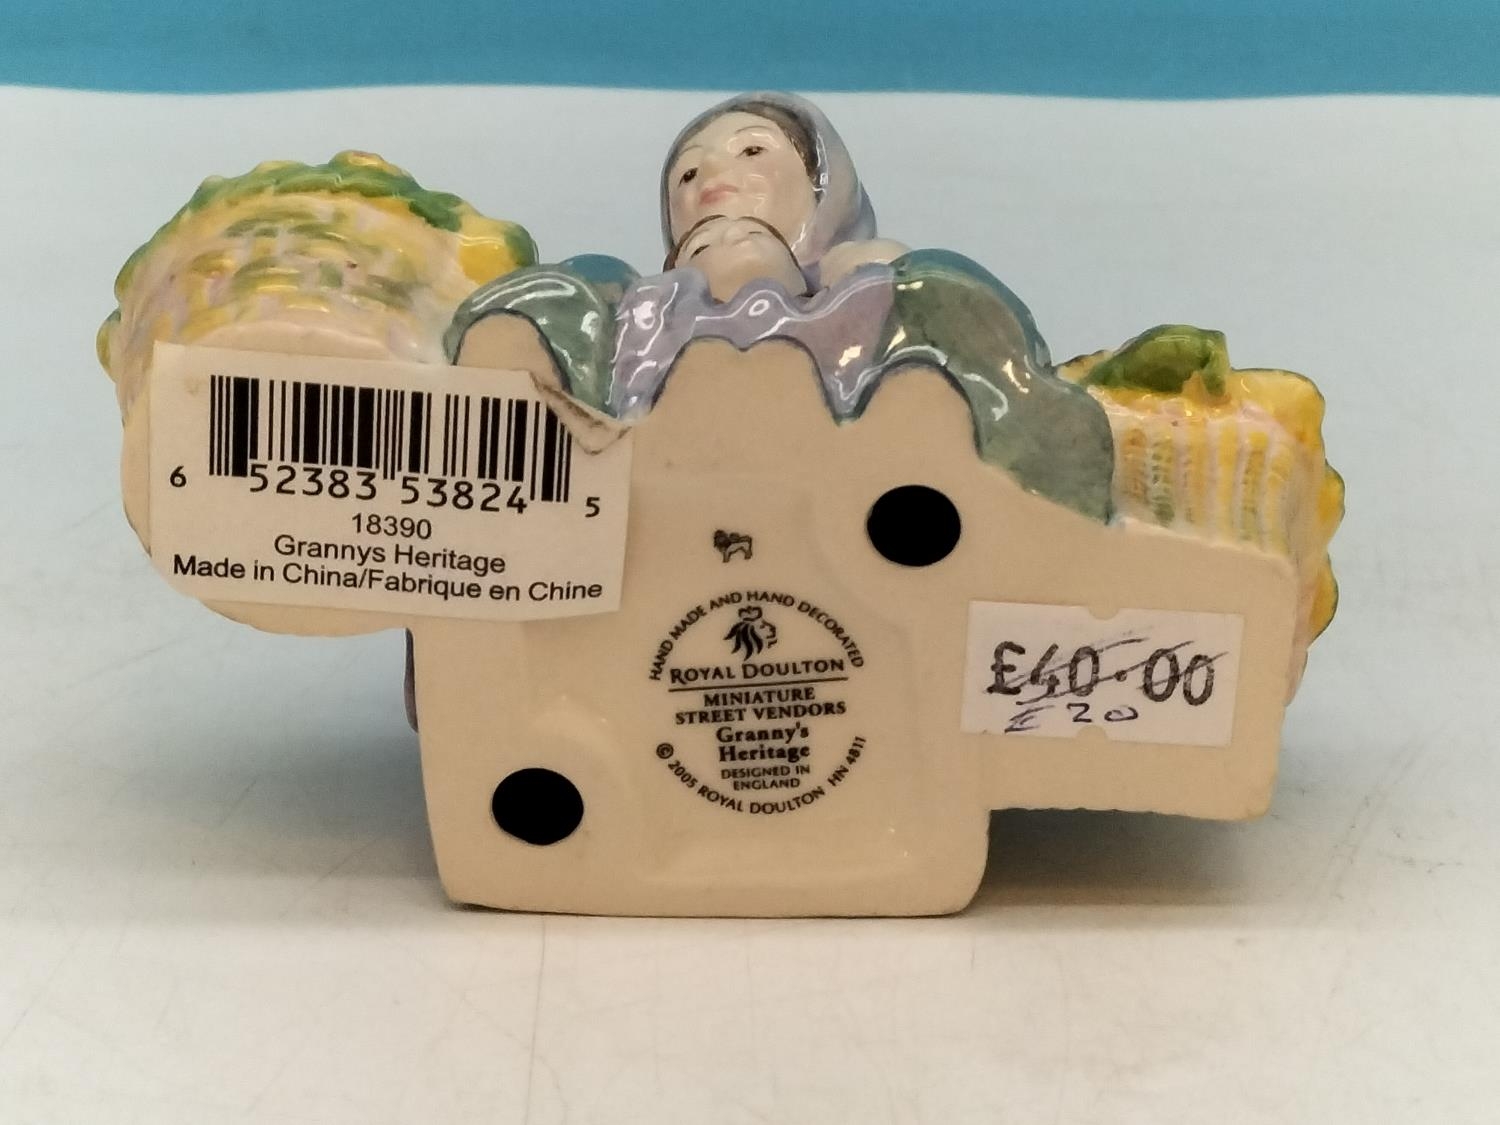 6 52383 53824 5
18390
Grannys Heritage
Made in China/Fabrique en Chine
HAND MADE AND HAND DECORATED
ROYAL DOULTON
MINIATURE
STREET VENDORS
Granny's
Heritage
DESIGNED IN
ENGLAND
© 2005 ROYAL DOULTON HN 4811
£40.00
£20